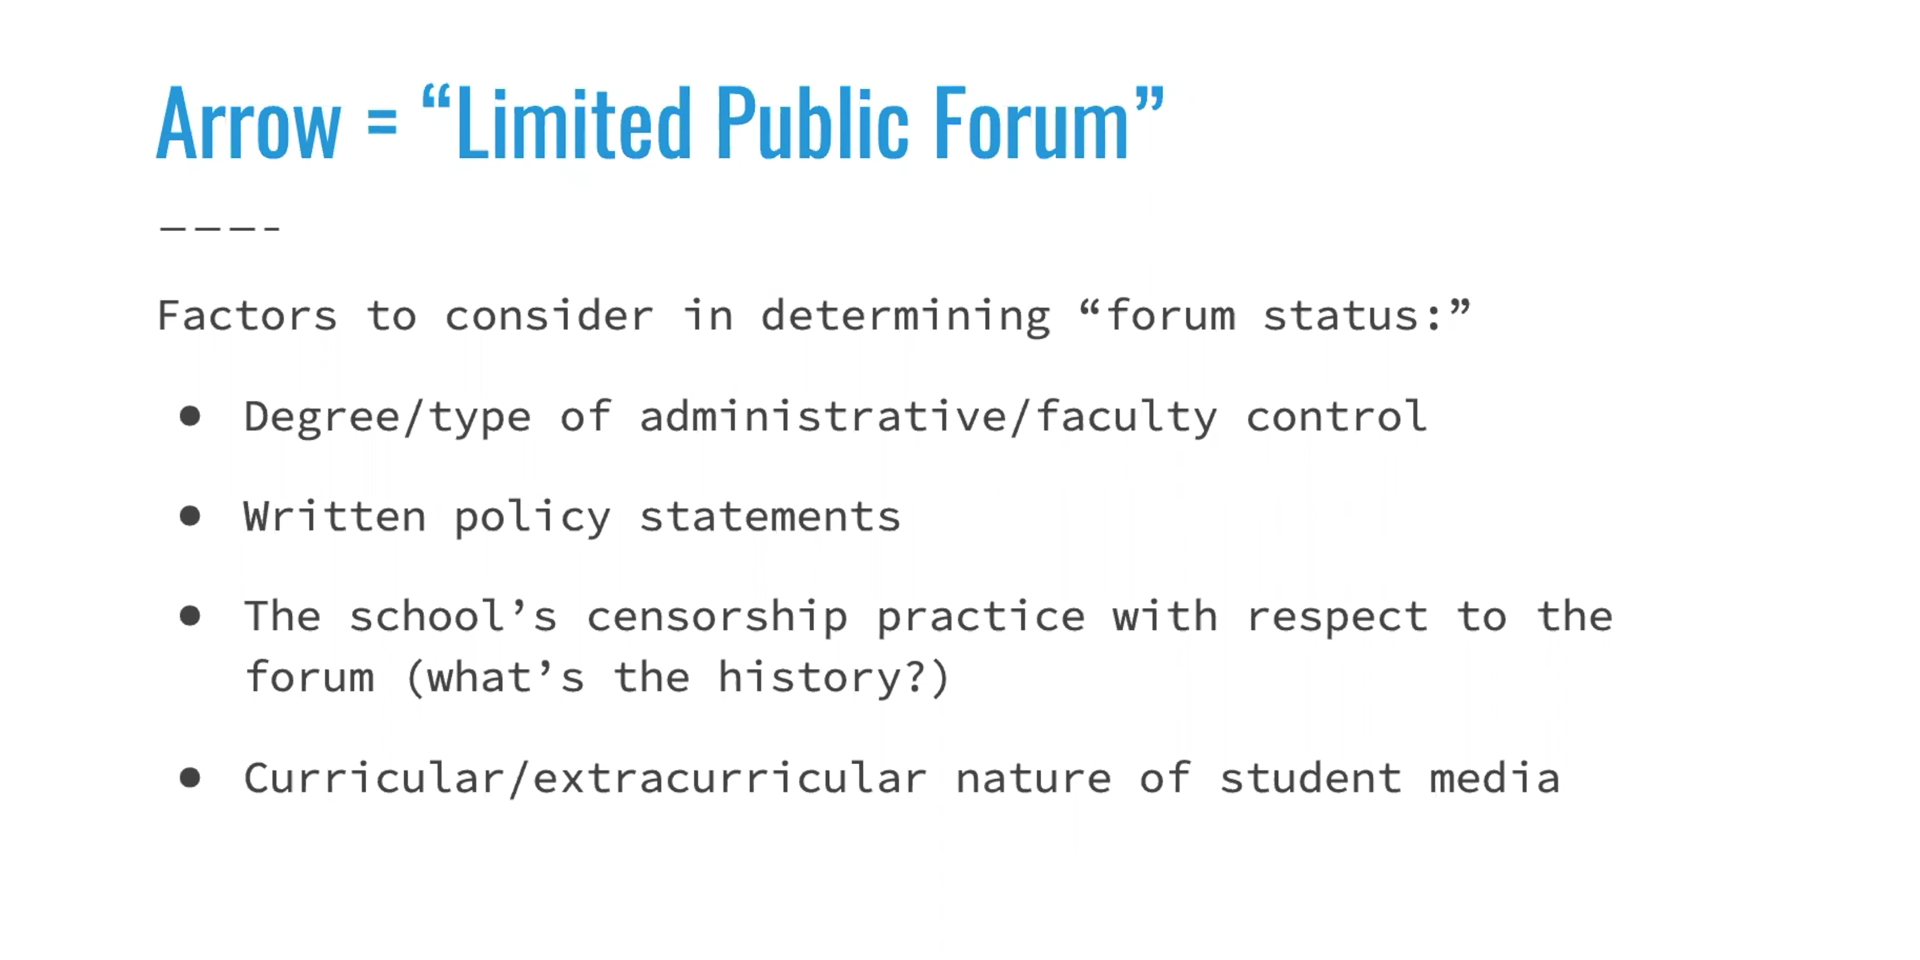 Arrow = “Limited Public Forum”
Factors to consider in determining “forum status:”
● Degree/type of administrative/faculty control
● Written policy statements
● The school’s censorship practice with respect to the
forum (what’s the history?)
● Curricular/extracurricular nature of student media